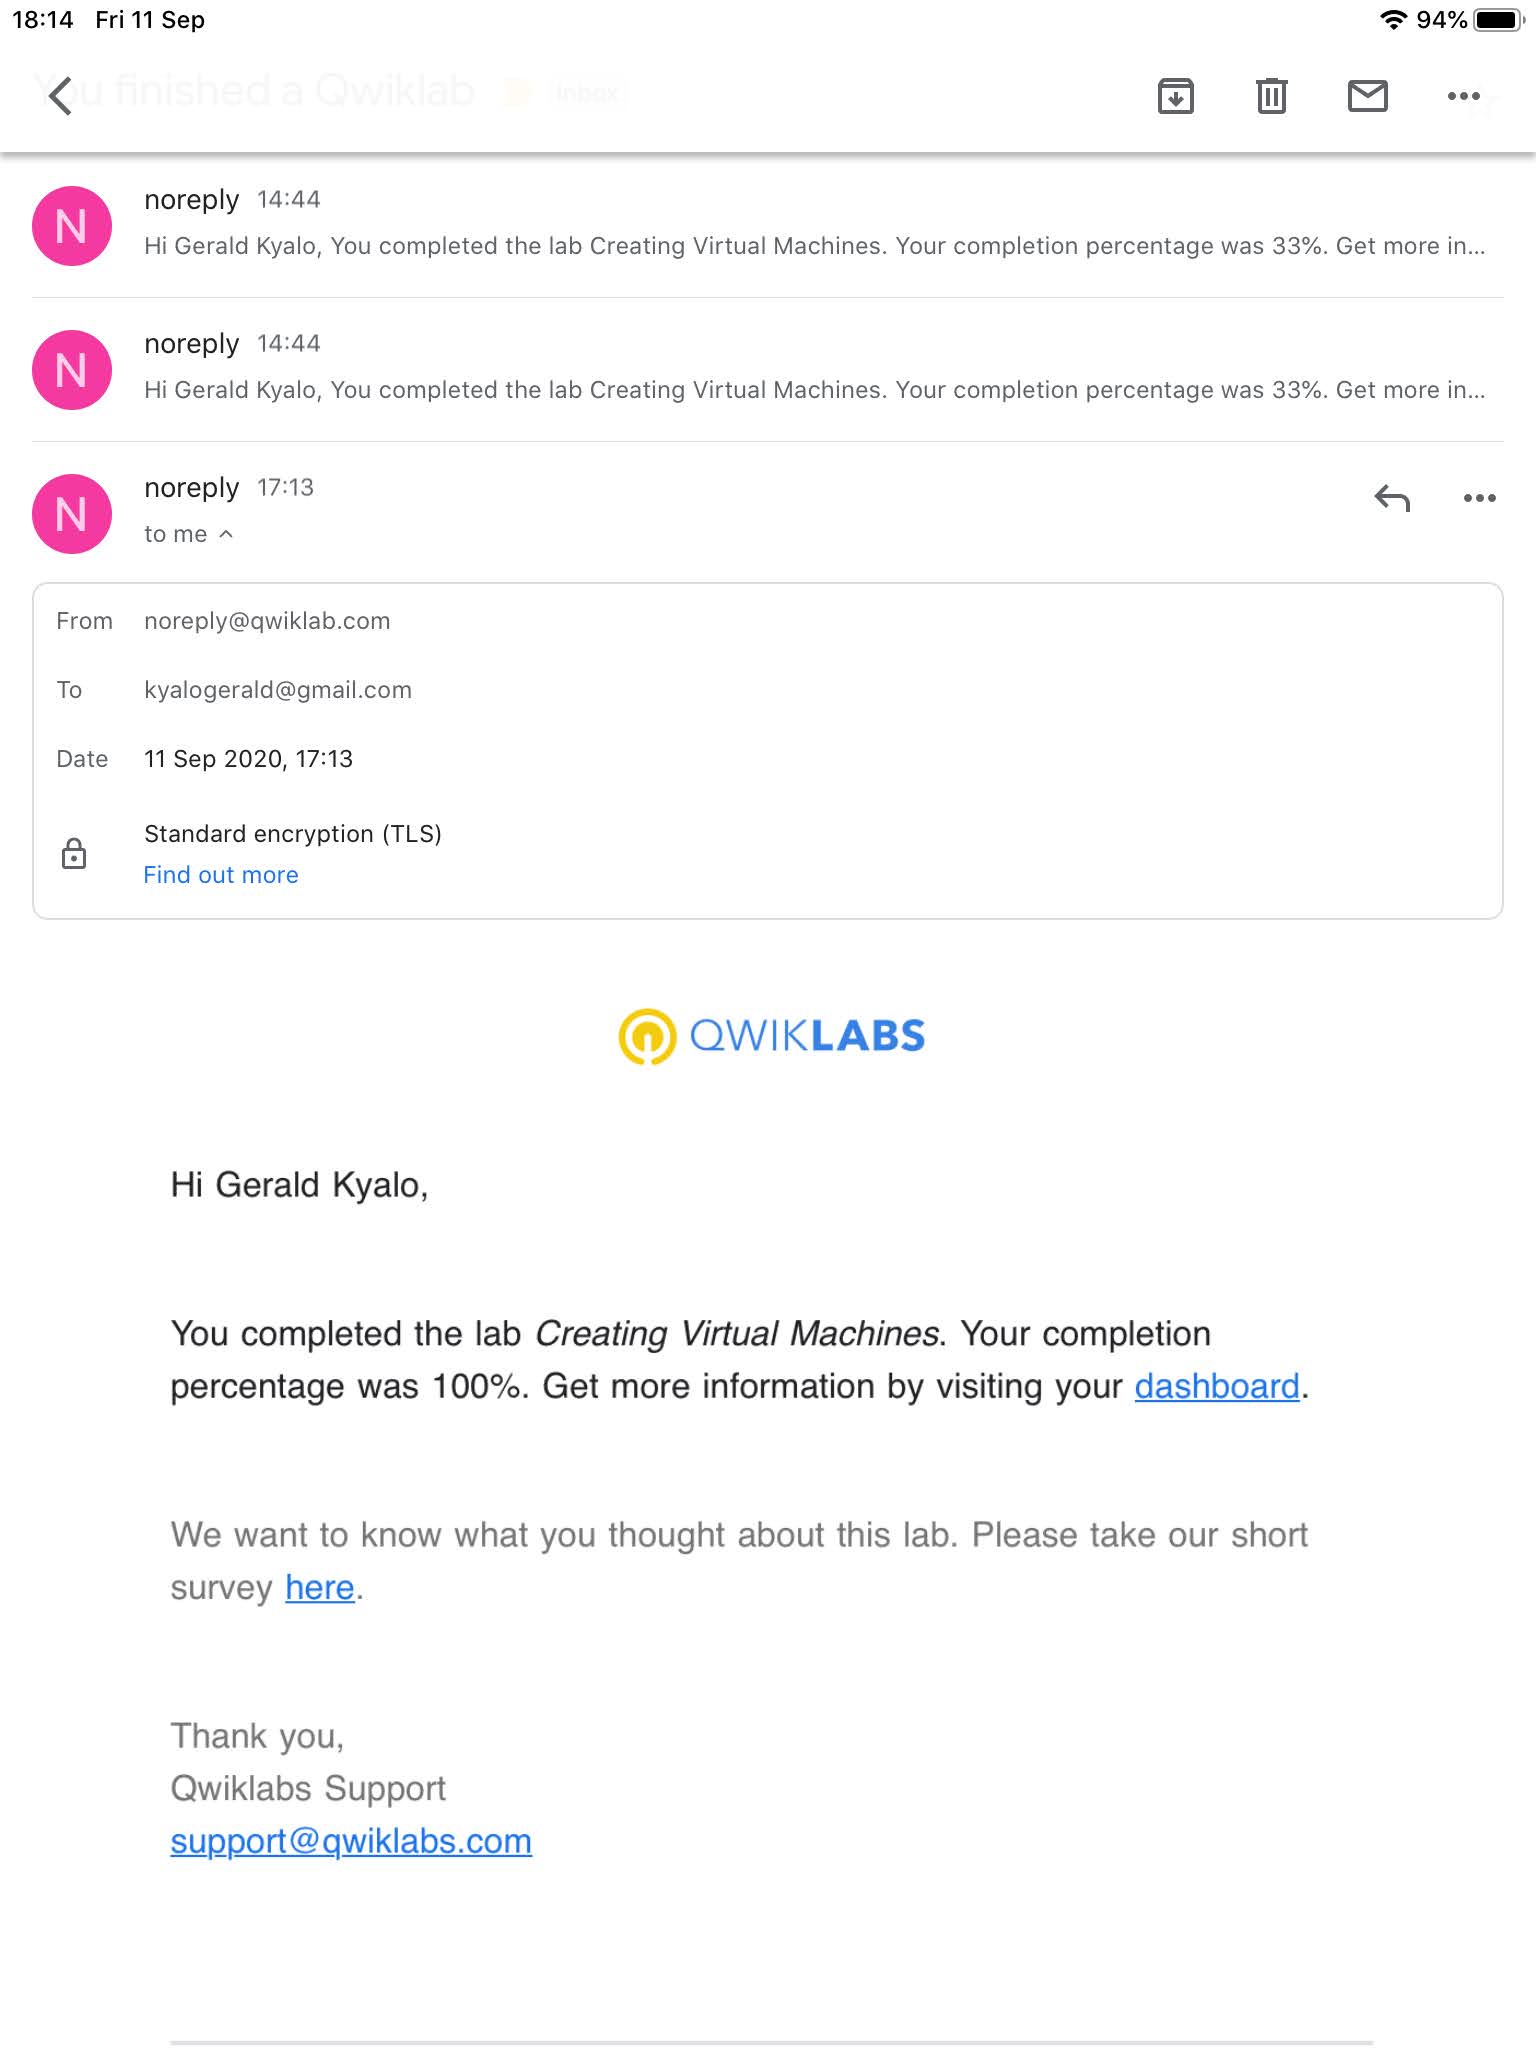 18:14 Fri 11 Sep 94%
You finished a Qwiklab Inbox
N noreply 14:44
Hi Gerald Kyalo, You completed the lab Creating Virtual Machines. Your completion percentage was 33%. Get more in...
N noreply 14:44
Hi Gerald Kyalo, You completed the lab Creating Virtual Machines. Your completion percentage was 33%. Get more in...
N noreply 17:13
to me
From noreply@qwiklab.com
To kyalogerald@gmail.com
Date 11 Sep 2020, 17:13
Standard encryption (TLS)
Find out more
QWIKLABS
Hi Gerald Kyalo,
You completed the lab Creating Virtual Machines. Your completion
percentage was 100%. Get more information by visiting your dashboard.
We want to know what you thought about this lab. Please take our short
survey here.
Thank you,
Qwiklabs Support
support@qwiklabs.com